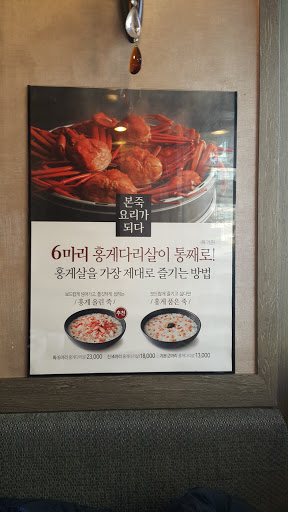 본죽
요리가
되다
6마리 홍게다리살이 통째로!
홍게살을 가장 제대로 즐기는 방법
홍게 올린 죽
홍게 품은 죽
추천
23,000
18,000
13,000